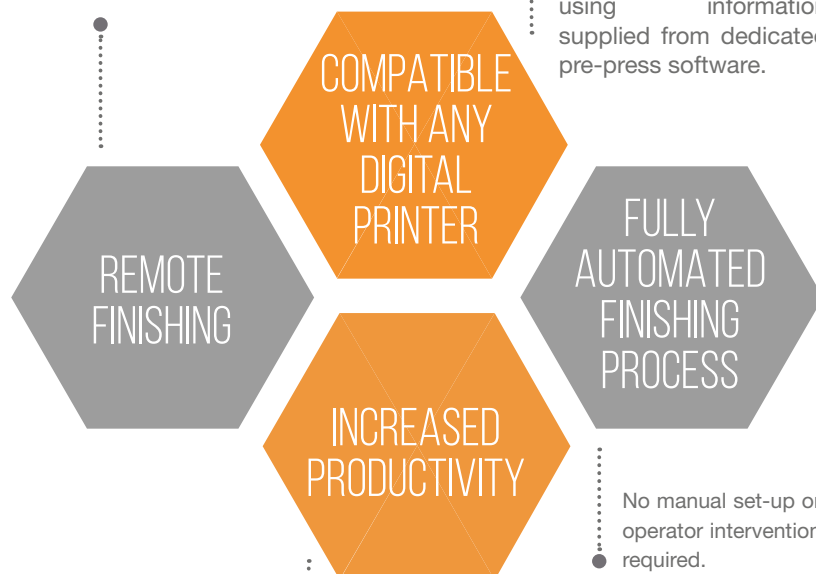 using information
supplied from dedicated
pre-press software.
COMPATIBLE
WITH ANY
DIGITAL
PRINTER
REMOTE
FINISHING
FULLY
AUTOMATED
FINISHING
PROCESS
INCREASED
PRODUCTIVITY
No manual set-up or
operator intervention
required.